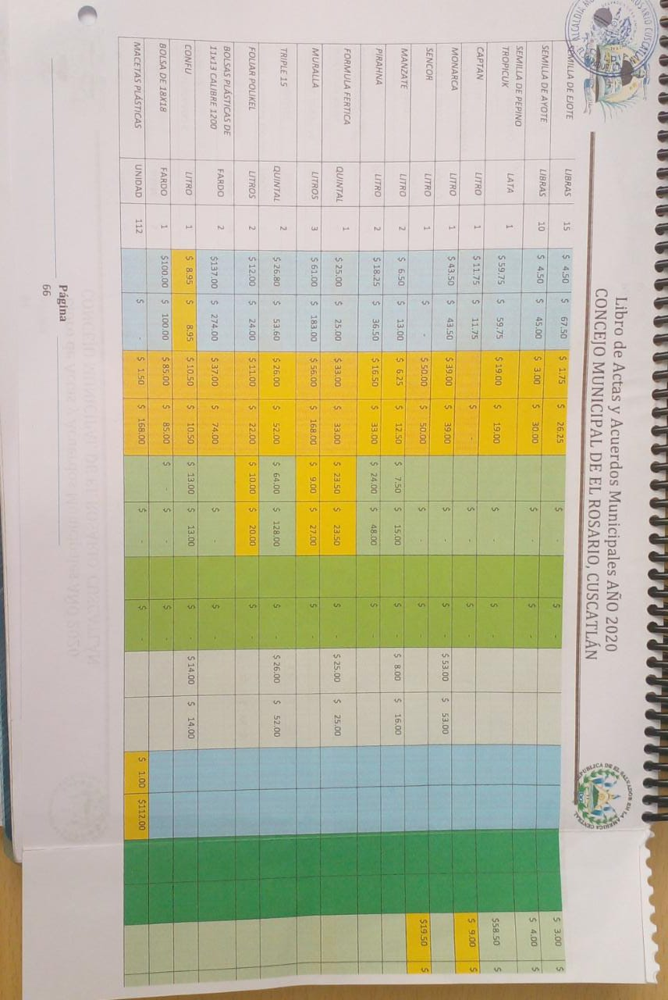 Libro de Actas y Acuerdos Municipales AÑO 2020
CONCEJO MUNICIPAL DE EL ROSARIO, CUSCATLÁN
SEMILLA DE EJOTE LIBRAS 15 $ 4.50 $ 67.50 $ 1.75 $ 26.25 $ - $ - $ 3.00 $
SEMILLA DE AYOTE LIBRAS 10 $ 4.50 $ 45.00 $ 3.00 $ 30.00 $ - $ - $ 4.00 $
SEMILLA DE PEPINO
TROPICUK LATA 1 $ 59.75 $ 59.75 $ 19.00 $ 19.00 $ - $ - $58.50 $
CAPTAN LITRO 1 $ 11.75 $ 11.75 $ - $ - $ - $ 9.00 $
MONARCA LITRO 1 $ 43.50 $ 43.50 $ 39.00 $ 39.00 $ - $ - $ 53.00 $ 53.00
SENCOR LITRO 1 $ - $ 50.00 $ 50.00 $ - $ - $19.50 $
MANZATE LITRO 2 $ 6.50 $ 13.00 $ 6.25 $ 12.50 $ 7.50 $ 15.00 $ - $ 8.00 $ 16.00
PIRAHNA LITRO 2 $ 18.25 $ 36.50 $ 16.50 $ 33.00 $ 24.00 $ 48.00 $ -
FORMULA FERTICA QUINTAL 1 $ 25.00 $ 25.00 $ 33.00 $ 33.00 $ 23.50 $ 23.50 $ - $ 25.00 $ 25.00
MURALLA LITROS 3 $ 61.00 $ 183.00 $ 56.00 $ 168.00 $ 9.00 $ 27.00 $ -
TRIPLE 15 QUINTAL 2 $ 26.80 $ 53.60 $ 26.00 $ 52.00 $ 64.00 $ 128.00 $ - $ 26.00 $ 52.00
FOLIAR POLIKEL LITROS 2 $ 12.00 $ 24.00 $ 11.00 $ 22.00 $ 10.00 $ 20.00 $ -
BOLSAS PLÁSTICAS DE
11x13 CALIBRE 1200 FARDO 2 $137.00 $ 274.00 $ 37.00 $ 74.00 $ - $ -
CONFU LITRO 1 $ 8.95 $ 8.95 $ 10.50 $ 10.50 $ 13.00 $ 13.00 $ - $ 14.00 $ 14.00
BOLSA DE 18X18 FARDO 1 $100.00 $ 100.00 $ 85.00 $ 85.00 $ - $ - $ -
MACETAS PLÁSTICAS UNIDAD 112 $ - $ 1.50 $ 168.00 $ - $ - $ 1.00 $112.00
Página
66